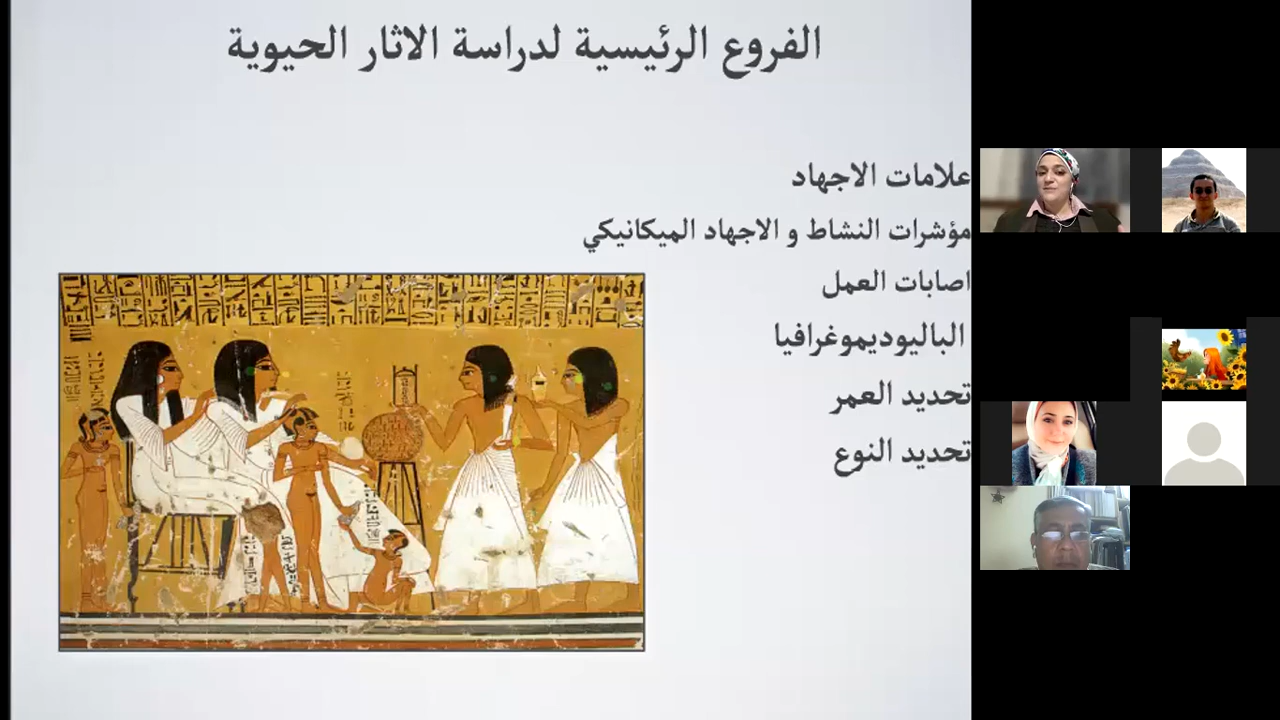 الفروع الرئيسية لدراسة الاثار الحيوية
علامات الاجهاد
مؤشرات النشاط و الاجهاد الميكانيكي
اصابات العمل
الباليوديموغرافيا
تحديد العمر
تحديد النوع